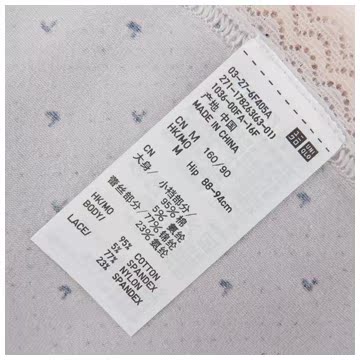 03-27-6F405A
271-178263(63-01)
1036-00FA-16F
产地 中国
MADE IN CHINA
UNI
QLO
CN M 160/90
HK/MO M Hip 88-94cm
CN
大身/小裆部分/
95% 棉
5% 氨纶
蕾丝部分/77% 锦纶
23% 氨纶
HK/MO
BODY/
95% COTTON
5% SPANDEX
LACE/
77% NYLON
23% SPANDEX